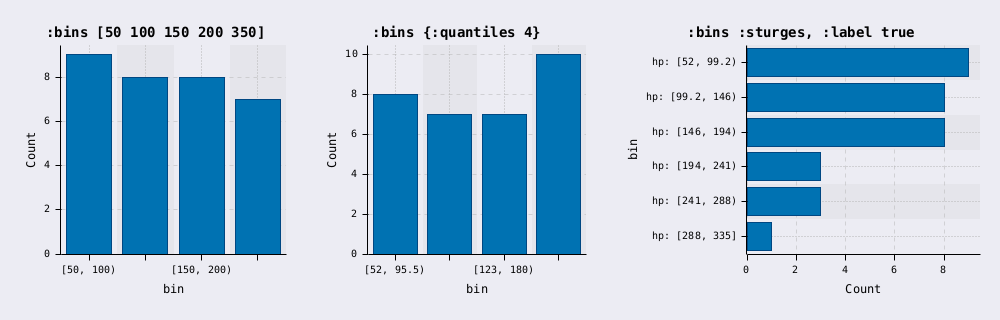 :bins [50 100 150 200 350]
Count
8
6
4
2
0
[50, 100)
[150, 200)
bin
:bins {:quantiles 4}
Count
10
8
6
4
2
0
[52, 95.5)
[123, 180)
bin
:bins :sturges, :label true
bin
hp: [52, 99.2)
hp: [99.2, 146)
hp: [146, 194)
hp: [194, 241)
hp: [241, 288)
hp: [288, 335]
0
2
4
6
8
Count